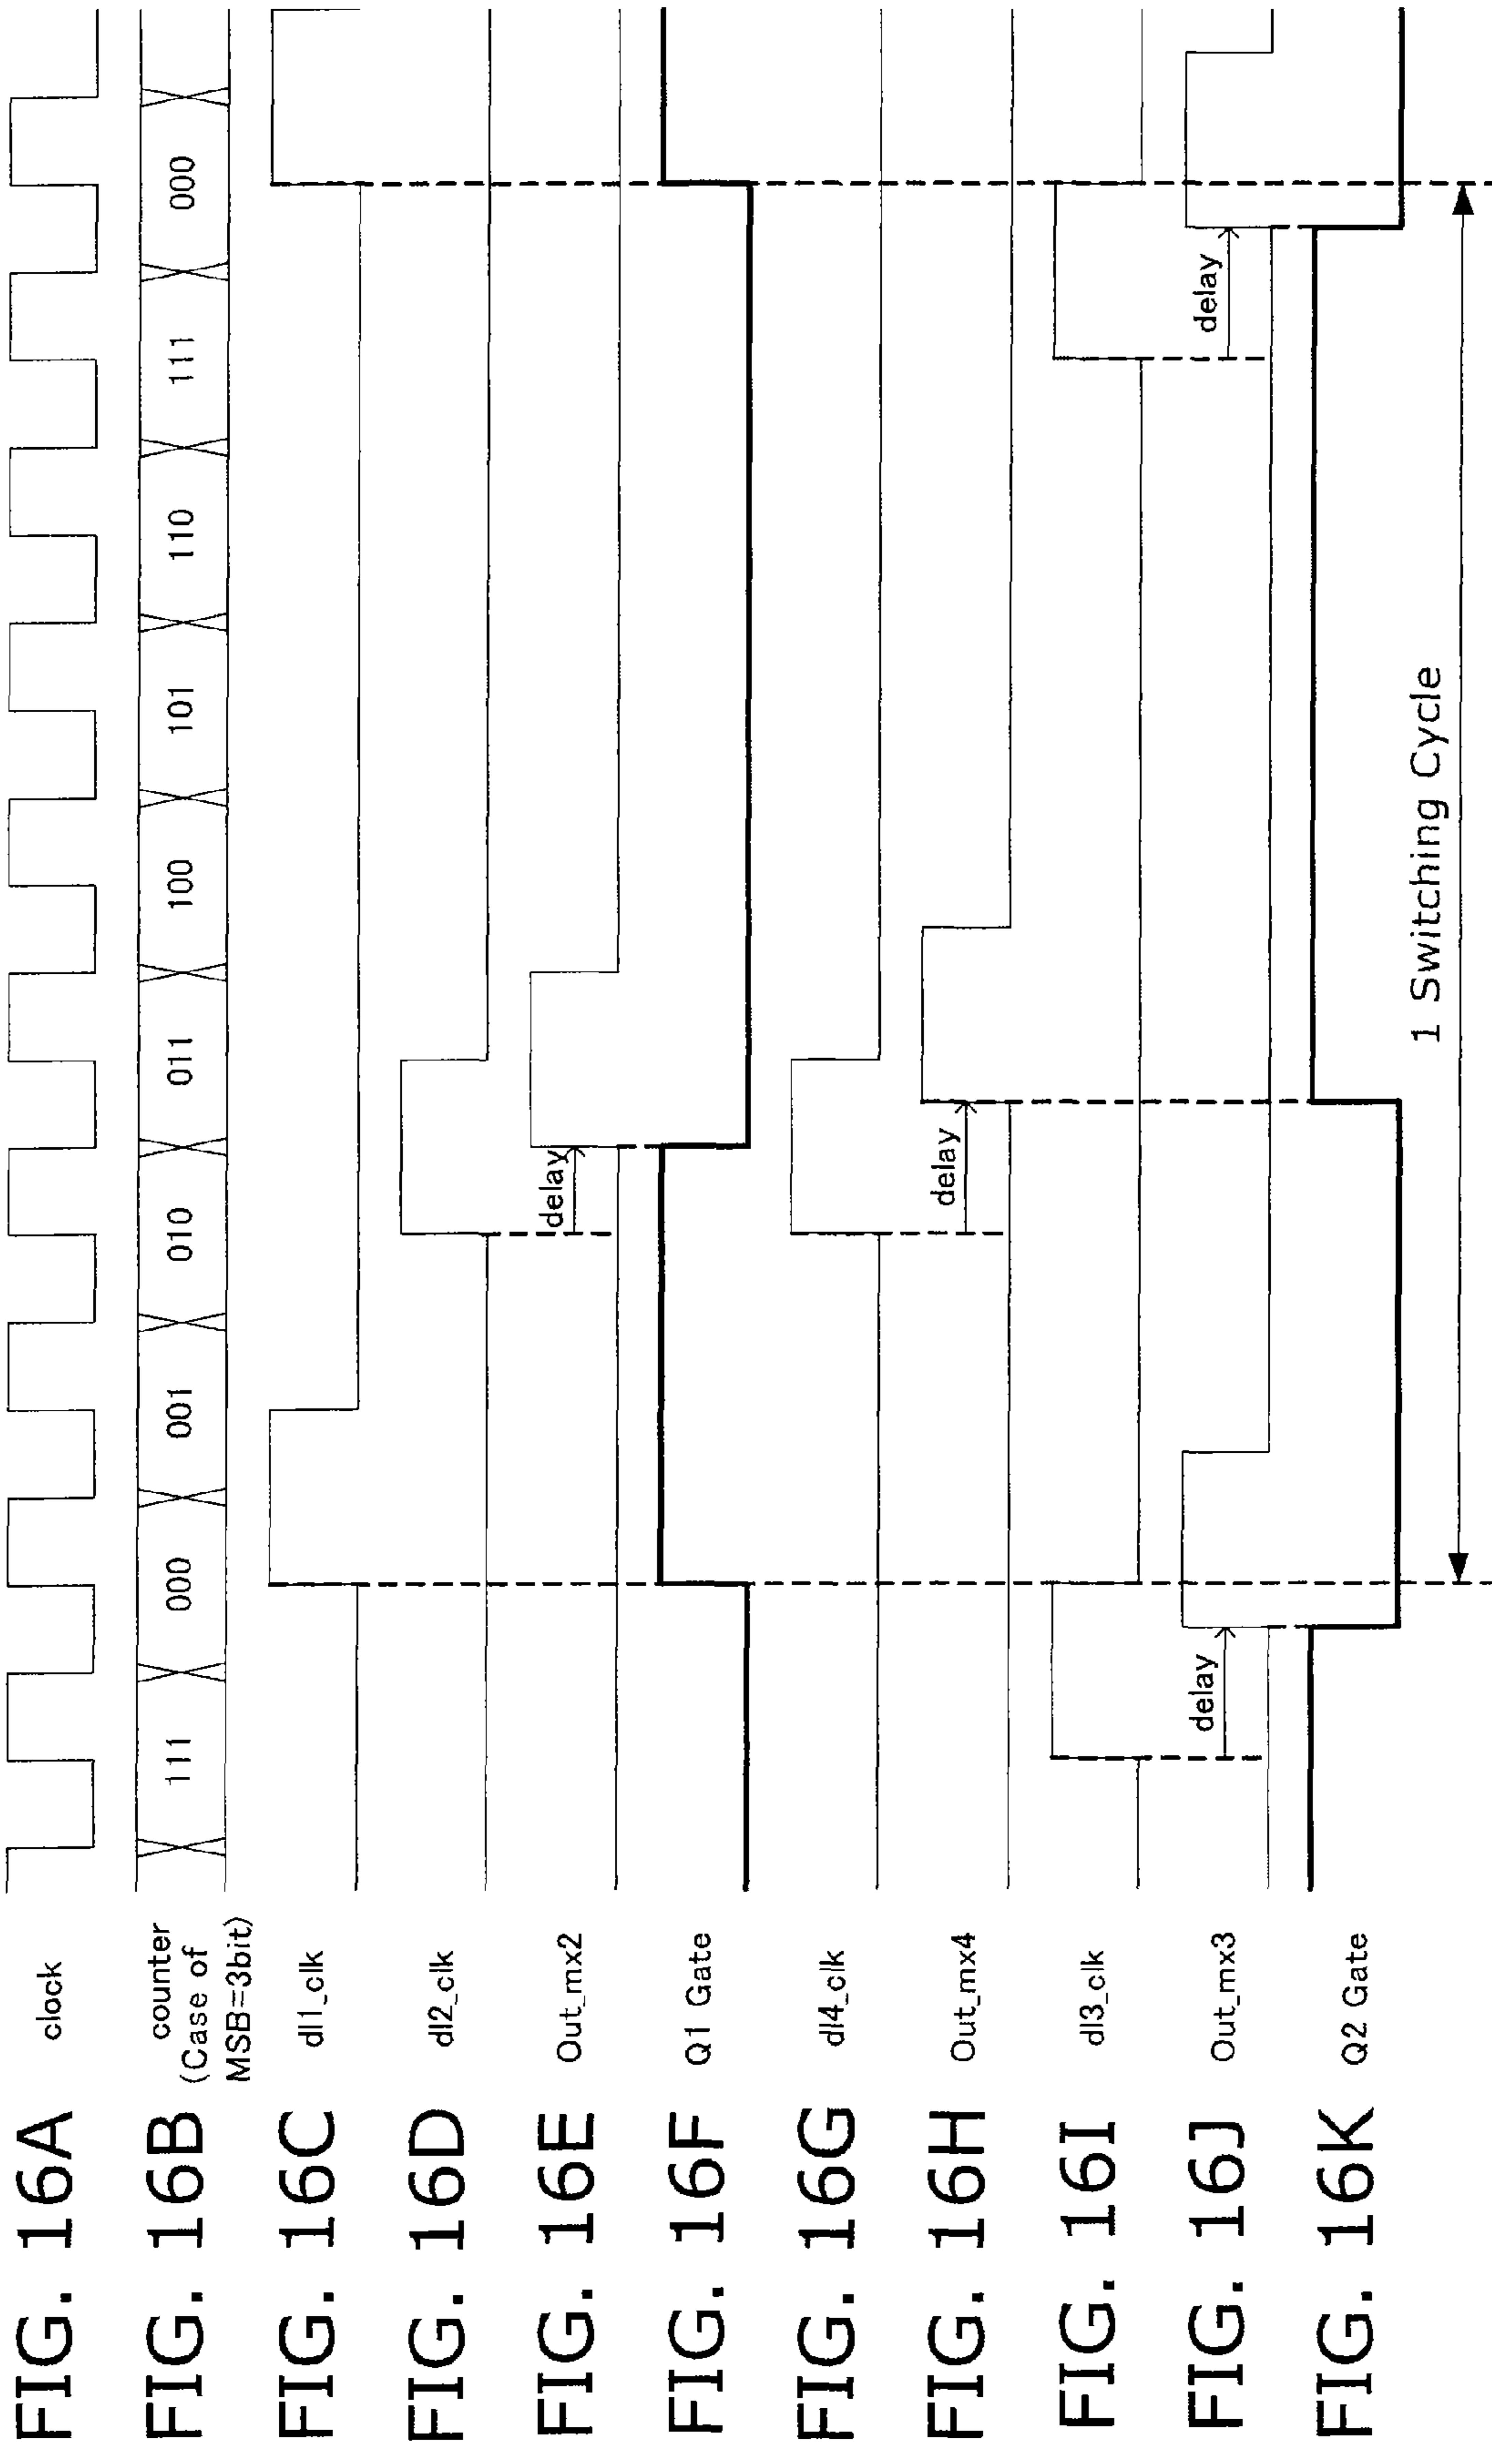 FIG. 16A clock
FIG. 16B counter
(Case of
MSB=3bit)
111 000 001 010 011 100 101 110 111 000
FIG. 16C dl1_clk
FIG. 16D dl2_clk
FIG. 16E Out_mx2
delay
FIG. 16F Q1 Gate
FIG. 16G dl4_clk
FIG. 16H Out_mx4
delay
FIG. 16I dl3_clk
FIG. 16J Out_mx3
delay delay
FIG. 16K Q2 Gate
1 Switching Cycle